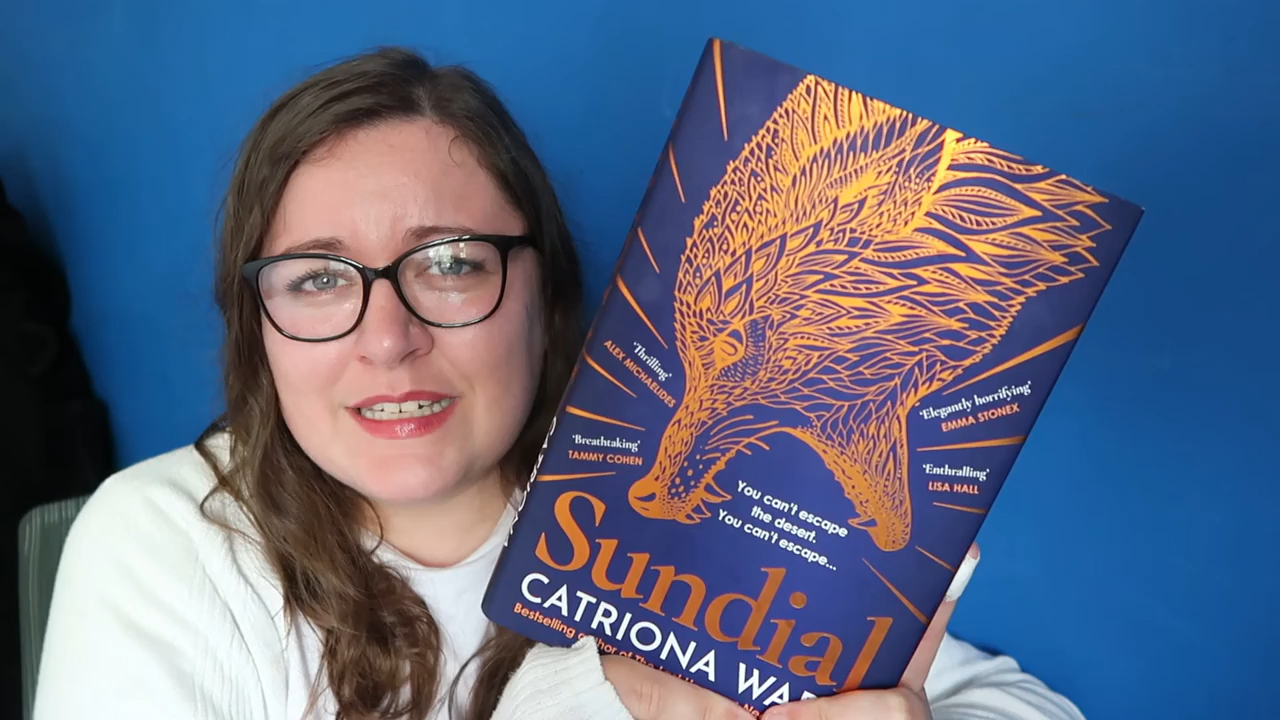 'Thrilling'
ALEX MICHAELIDES
'Breathtaking'
TAMMY COHEN
'Elegantly horrifying'
EMMA STONEX
'Enthralling'
LISA HALL
You can't escape
the desert.
You can't escape...
Sundial
CATRIONA
Bestselling